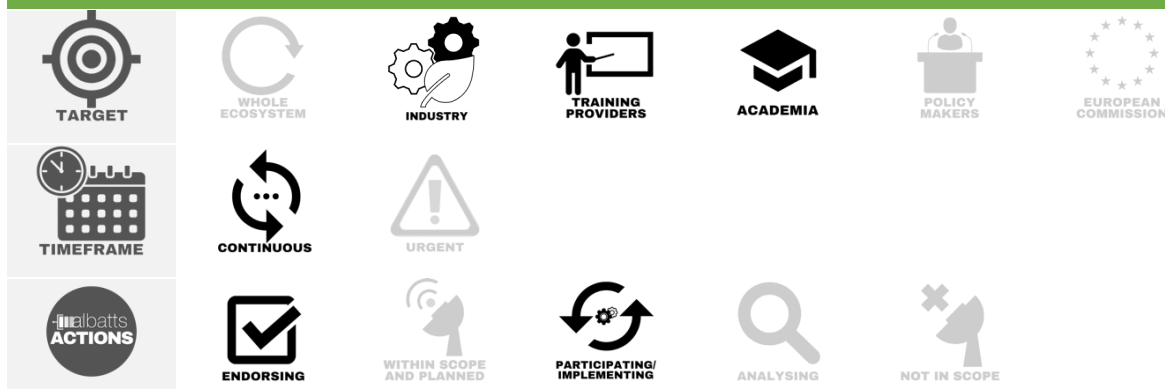 TARGET
WHOLE
ECOSYSTEM
INDUSTRY
TRAINING
PROVIDERS
ACADEMIA
POLICY
MAKERS
EUROPEAN
COMMISSION
TIMEFRAME
CONTINUOUS
URGENT
albatts
ACTIONS
ENDORSING
WITHIN SCOPE
AND PLANNED
PARTICIPATING/
IMPLEMENTING
ANALYSING
NOT IN SCOPE